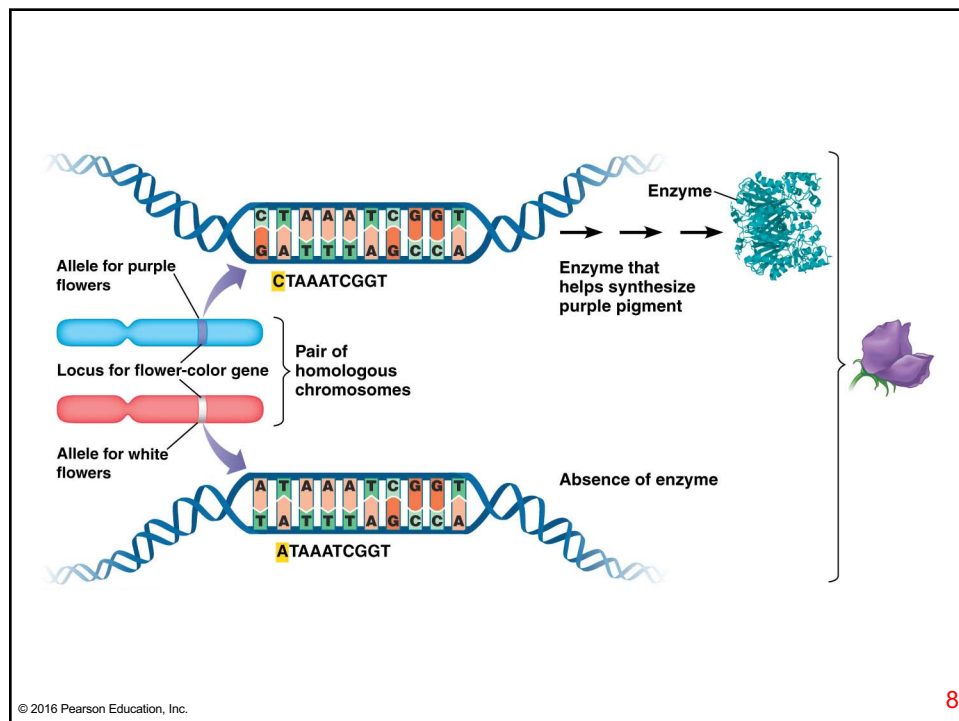 Enzyme
C T A A A T C G G T
G A T T T A G C C A
CTAAATCGGT
Enzyme that
helps synthesize
purple pigment
Allele for purple
flowers
Locus for flower-color gene
Pair of
homologous
chromosomes
Allele for white
flowers
A T A A A T C G G T
T A T T T A G C C A
ATAAATCGGT
Absence of enzyme
© 2016 Pearson Education, Inc.
8